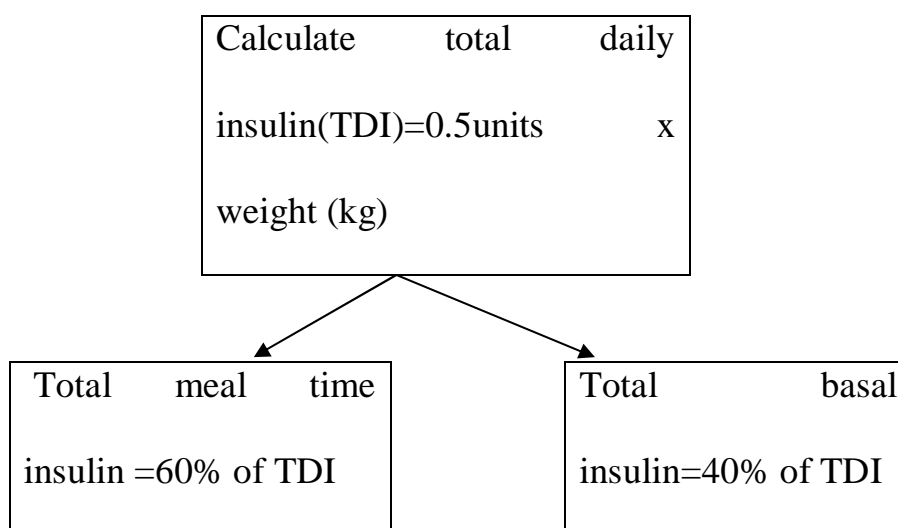 Calculate total daily
insulin(TDI)=0.5units x
weight (kg)
Total meal time
insulin =60% of TDI
Total basal
insulin=40% of TDI